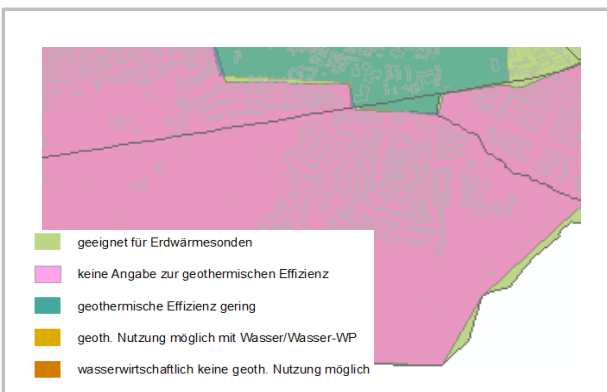 geeignet für Erdwärmesonden
keine Angabe zur geothermischen Effizienz
geothermische Effizienz gering
geoth. Nutzung möglich mit Wasser/Wasser-WP
wasserwirtschaftlich keine geoth. Nutzung möglich